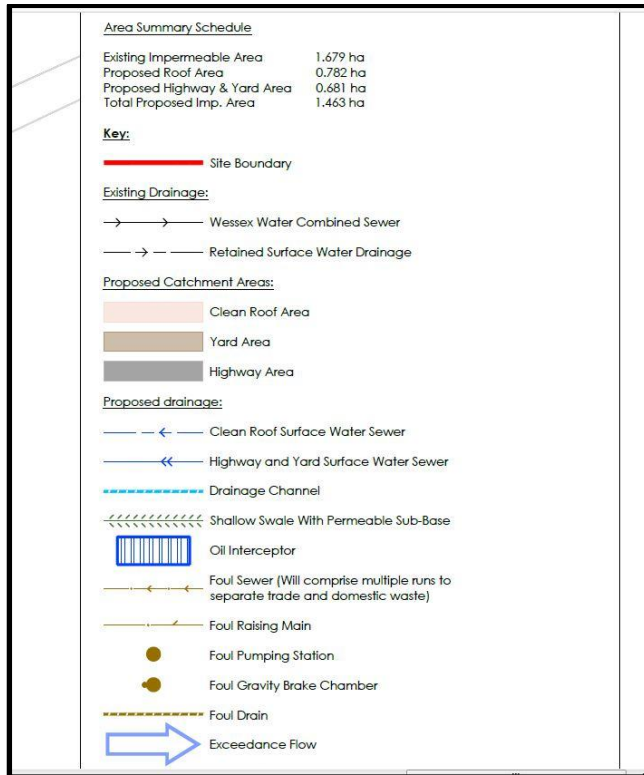 Area Summary Schedule
Existing Impermeable Area 1.679 ha
Proposed Roof Area 0.782 ha
Proposed Highway & Yard Area 0.681 ha
Total Proposed Imp. Area 1.463 ha
Key:
Site Boundary
Existing Drainage:
Wessex Water Combined Sewer
Retained Surface Water Drainage
Proposed Catchment Areas:
Clean Roof Area
Yard Area
Highway Area
Proposed drainage:
Clean Roof Surface Water Sewer
Highway and Yard Surface Water Sewer
Drainage Channel
Shallow Swale With Permeable Sub-Base
Oil Interceptor
Foul Sewer (Will comprise multiple runs to
separate trade and domestic waste)
Foul Raising Main
Foul Pumping Station
Foul Gravity Brake Chamber
Foul Drain
Exceedance Flow